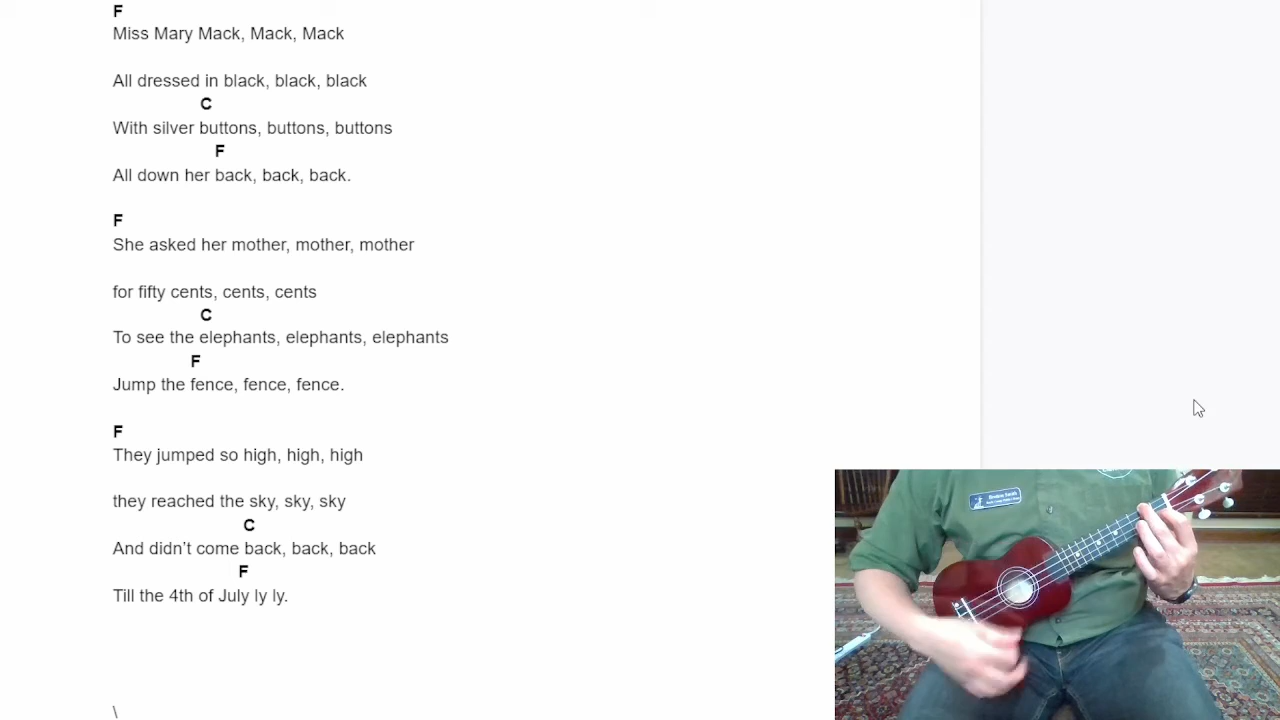 F
Miss Mary Mack, Mack, Mack
All dressed in black, black, black
C
With silver buttons, buttons, buttons
F
All down her back, back, back.
F
She asked her mother, mother, mother
for fifty cents, cents, cents
C
To see the elephants, elephants, elephants
F
Jump the fence, fence, fence.
F
They jumped so high, high, high
they reached the sky, sky, sky
C
And didn't come back, back, back
F
Till the 4th of July ly ly.
\